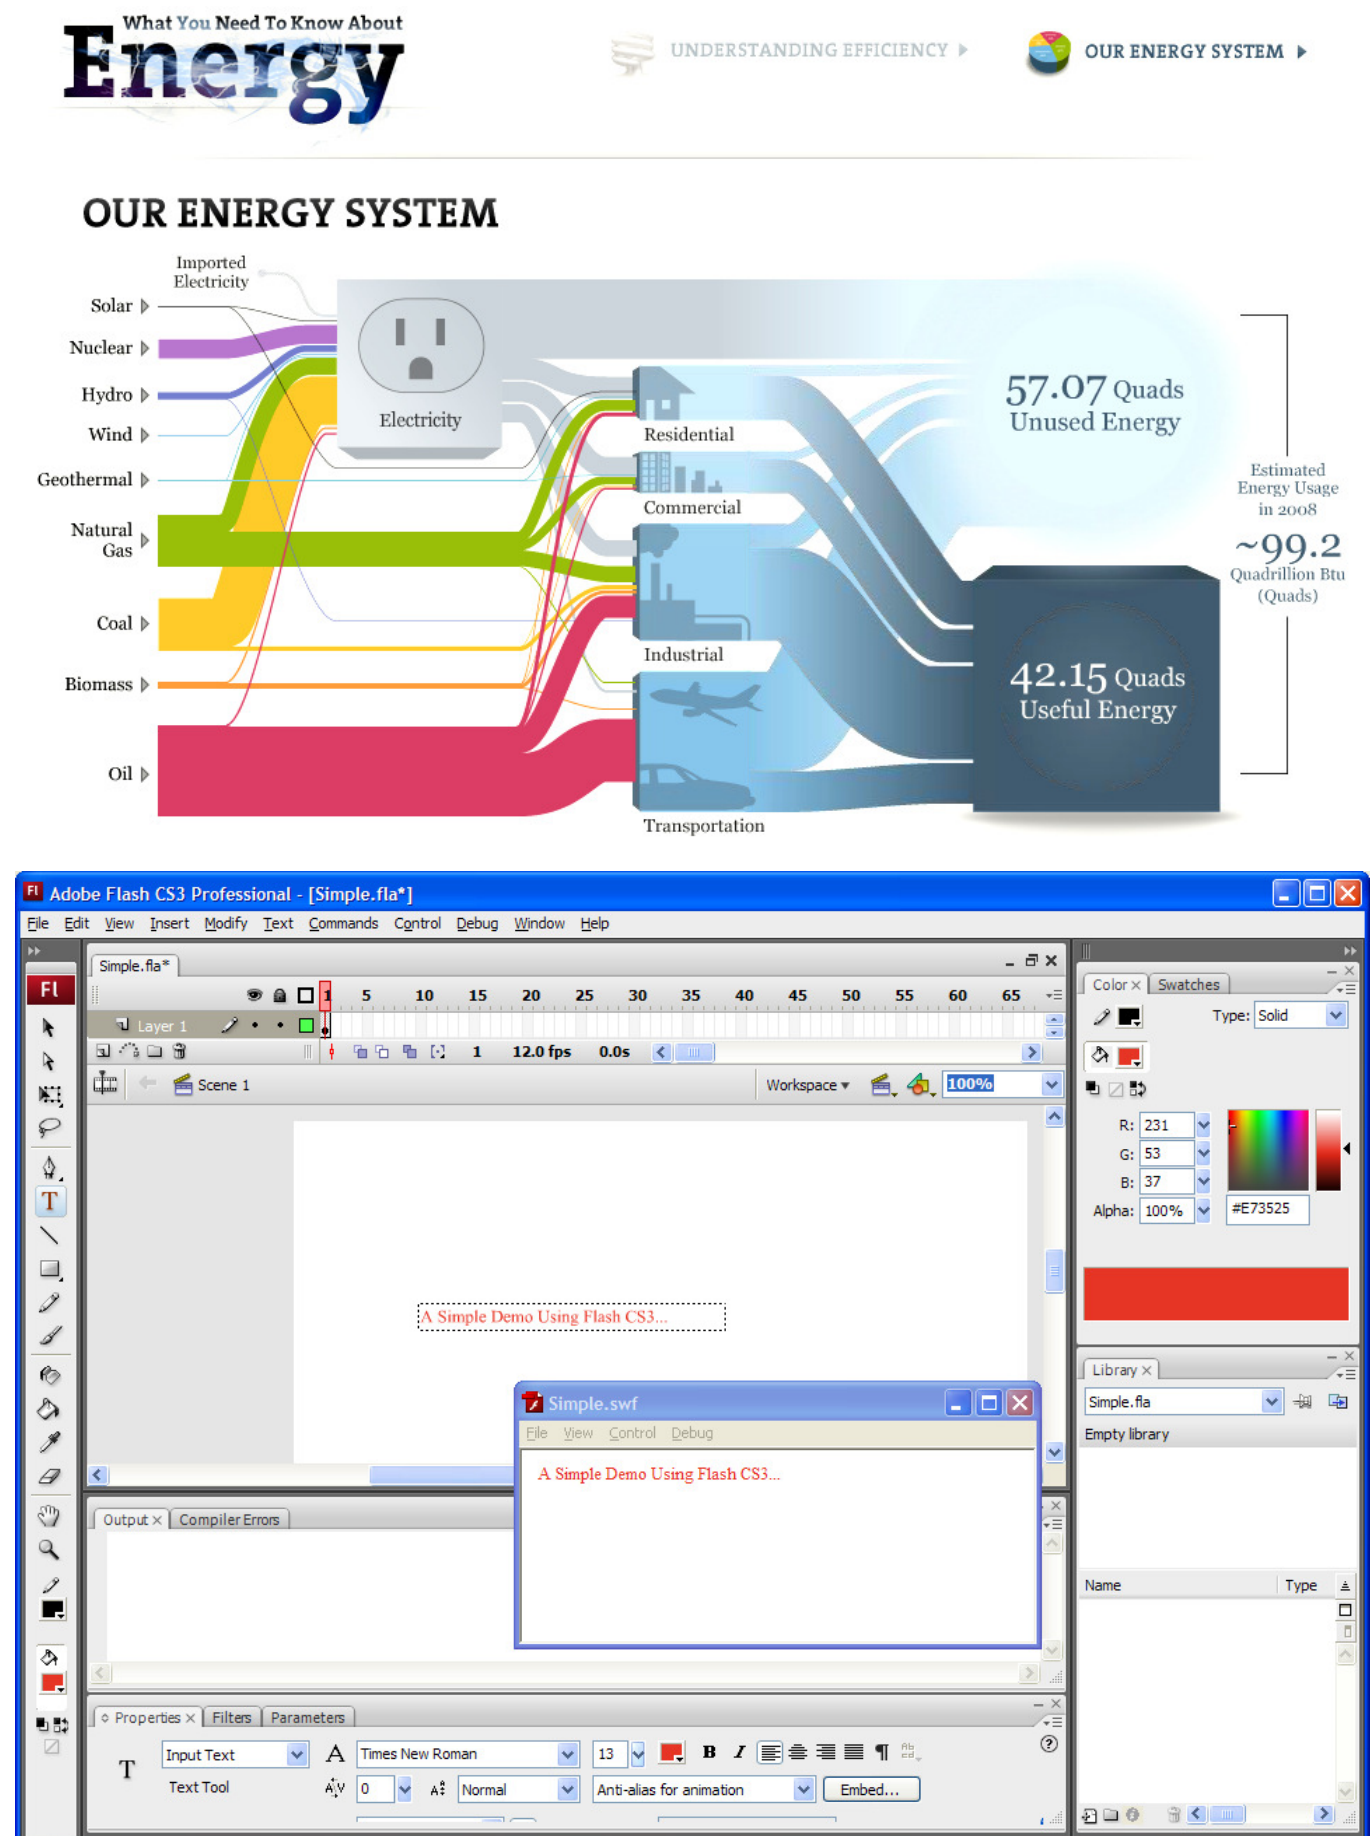 What You Need To Know About
Energy
UNDERSTANDING EFFICIENCY
OUR ENERGY SYSTEM
OUR ENERGY SYSTEM
Imported
Electricity
Solar
Nuclear
Hydro
Wind
Geothermal
Natural
Gas
Coal
Biomass
Oil
Electricity
Residential
Commercial
Industrial
Transportation
57.07 Quads
Unused Energy
42.15 Quads
Useful Energy
Estimated
Energy Usage
in 2008
~99.2
Quadrillion Btu
(Quads)
Fl Adobe Flash CS3 Professional - [Simple.fla*]
File Edit View Insert Modify Text Commands Control Debug Window Help
Fl
Simple.fla*
1 5 10 15 20 25 30 35 40 45 50 55 60 65
Layer 1
1 12.0 fps 0.0s
Scene 1
Workspace 100%
A Simple Demo Using Flash CS3...
Simple.swf
File View Control Debug
A Simple Demo Using Flash CS3...
Output Compiler Errors
Properties Filters Parameters
T Input Text A Times New Roman 13 B I
Text Tool A/V 0 Normal Anti-alias for animation Embed...
Color Swatches
Type: Solid
R: 231
G: 53
B: 37
Alpha: 100% #E73525
Library
Simple.fla
Empty library
Name Type